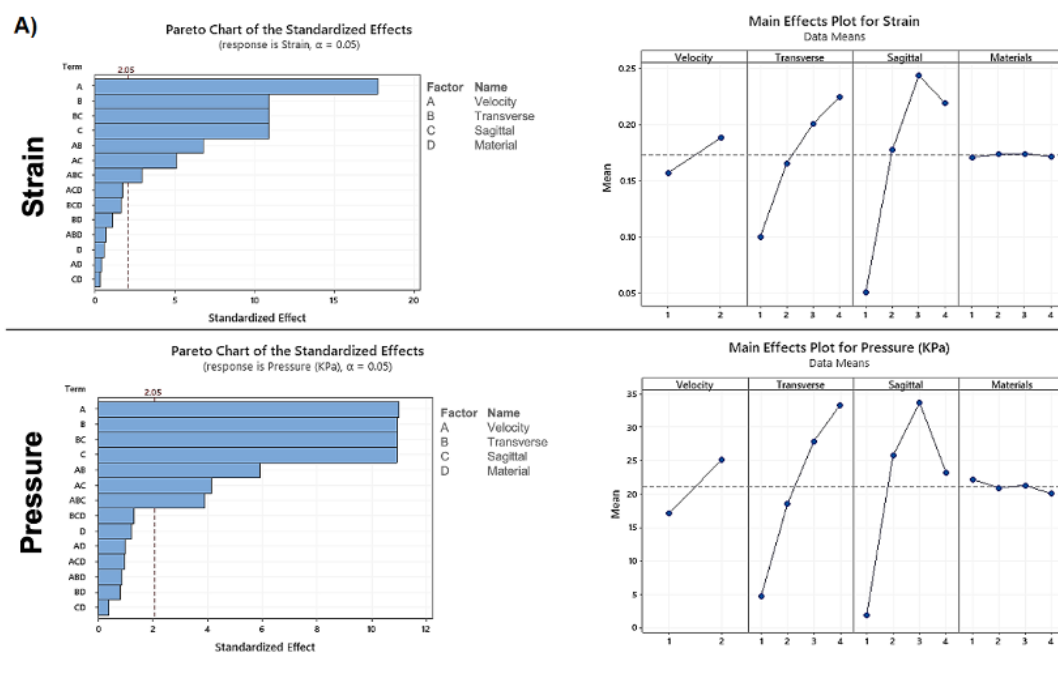 A)
Pareto Chart of the Standardized Effects
(response is Strain, α = 0.05)
Term
2.05
A
B
BC
C
AB
AC
ABC
ACD
BCD
BD
ABD
D
AD
CD
0 5 10 15 20
Standardized Effect
Factor Name
A Velocity
B Transverse
C Sagittal
D Material
Strain
Main Effects Plot for Strain
Data Means
Velocity Transverse Sagittal Materials
0.25
0.20
0.15
0.10
0.05
Mean
1 2 1 2 3 4 1 2 3 4 1 2 3 4
Pareto Chart of the Standardized Effects
(response is Pressure (KPa), α = 0.05)
Term
2.05
A
B
BC
C
AB
AC
ABC
BCD
D
AD
ACD
ABD
BD
CD
0 2 4 6 8 10 12
Standardized Effect
Factor Name
A Velocity
B Transverse
C Sagittal
D Material
Pressure
Main Effects Plot for Pressure (KPa)
Data Means
Velocity Transverse Sagittal Materials
35
30
25
20
15
10
5
0
Mean
1 2 1 2 3 4 1 2 3 4 1 2 3 4